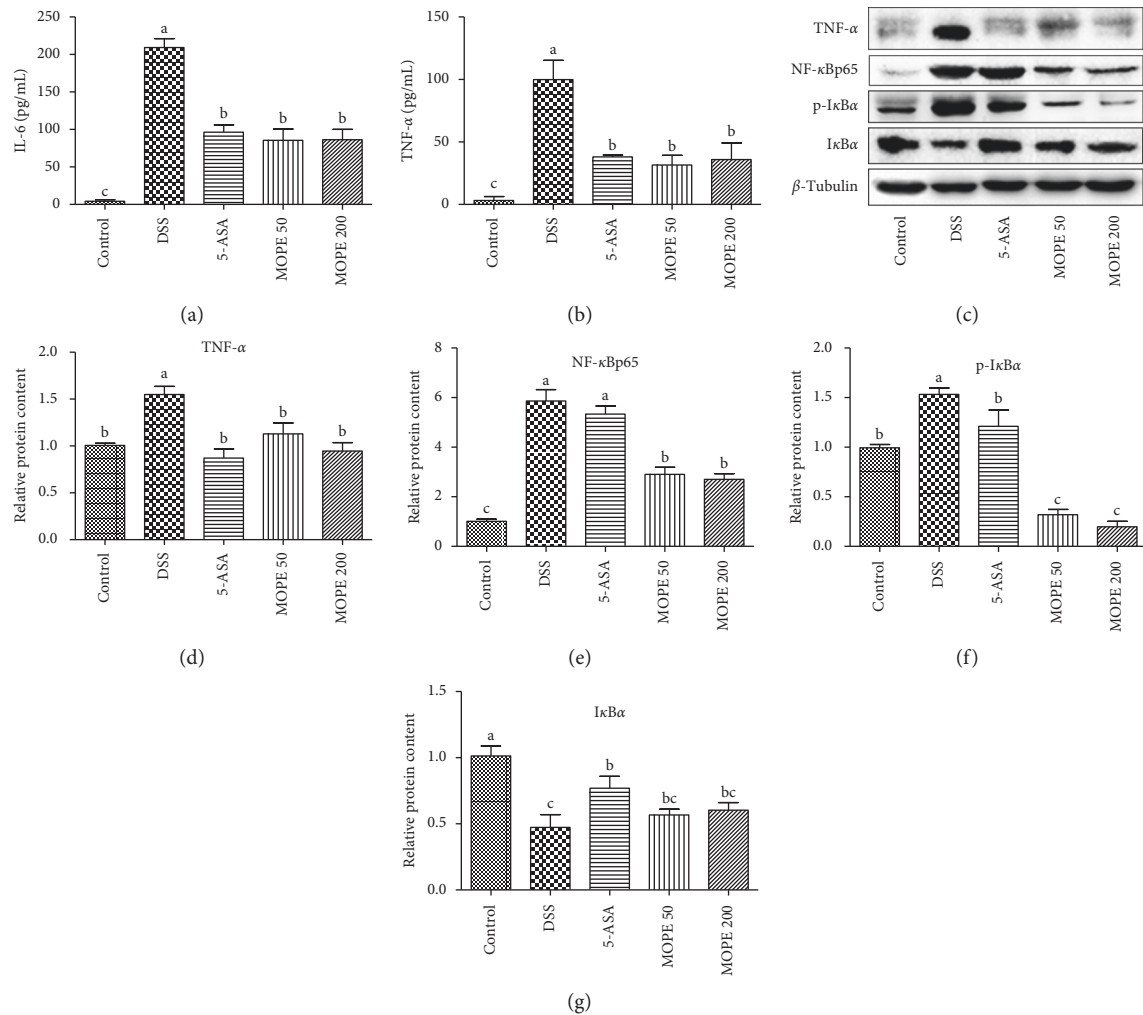 IL-6 (pg/mL)
250
200
150
100
50
0
c
a
b
b
b
Control
DSS
5-ASA
MOPE 50
MOPE 200
(a)
TNF-α (pg/mL)
150
100
50
0
c
a
b
b
b
Control
DSS
5-ASA
MOPE 50
MOPE 200
(b)
TNF-α
NF-κBp65
p-IκBα
IκBα
β-Tubulin
Control
DSS
5-ASA
MOPE 50
MOPE 200
(c)
TNF-α
Relative protein content
2.0
1.5
1.0
0.5
0.0
b
a
b
b
b
Control
DSS
5-ASA
MOPE 50
MOPE 200
(d)
NF-κBp65
Relative protein content
8
6
4
2
0
c
a
a
b
b
Control
DSS
5-ASA
MOPE 50
MOPE 200
(e)
p-IκBα
Relative protein content
2.0
1.5
1.0
0.5
0.0
b
a
b
c
c
Control
DSS
5-ASA
MOPE 50
MOPE 200
(f)
IκBα
Relative protein content
1.5
1.0
0.5
0.0
a
c
b
bc
bc
Control
DSS
5-ASA
MOPE 50
MOPE 200
(g)